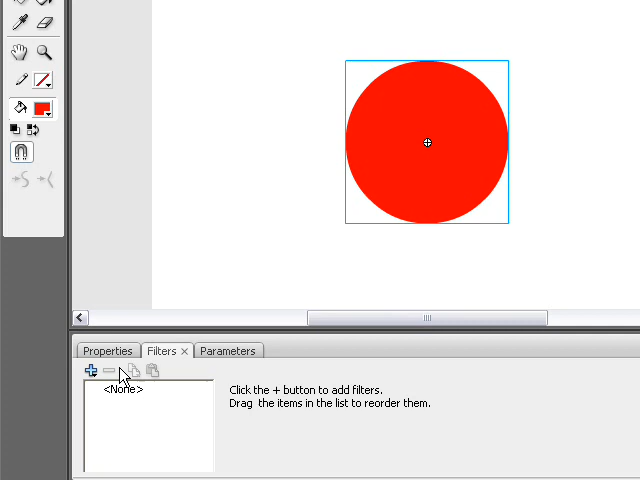 Properties Filters Parameters
<None>
Click the + button to add filters.
Drag the items in the list to reorder them.